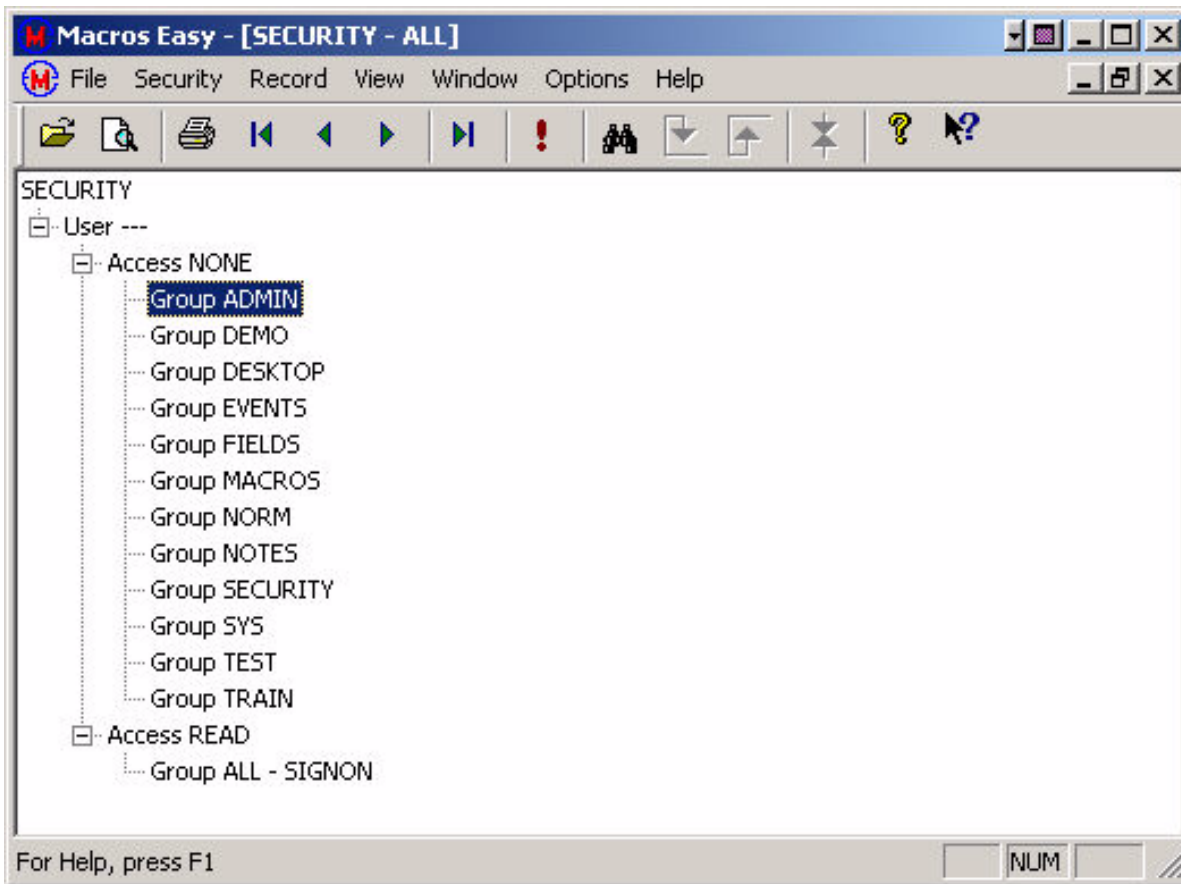 Macros Easy - [SECURITY - ALL]
File Security Record View Window Options Help
SECURITY
User ---
Access NONE
Group ADMIN
Group DEMO
Group DESKTOP
Group EVENTS
Group FIELDS
Group MACROS
Group NORM
Group NOTES
Group SECURITY
Group SYS
Group TEST
Group TRAIN
Access READ
Group ALL - SIGNON
For Help, press F1 NUM